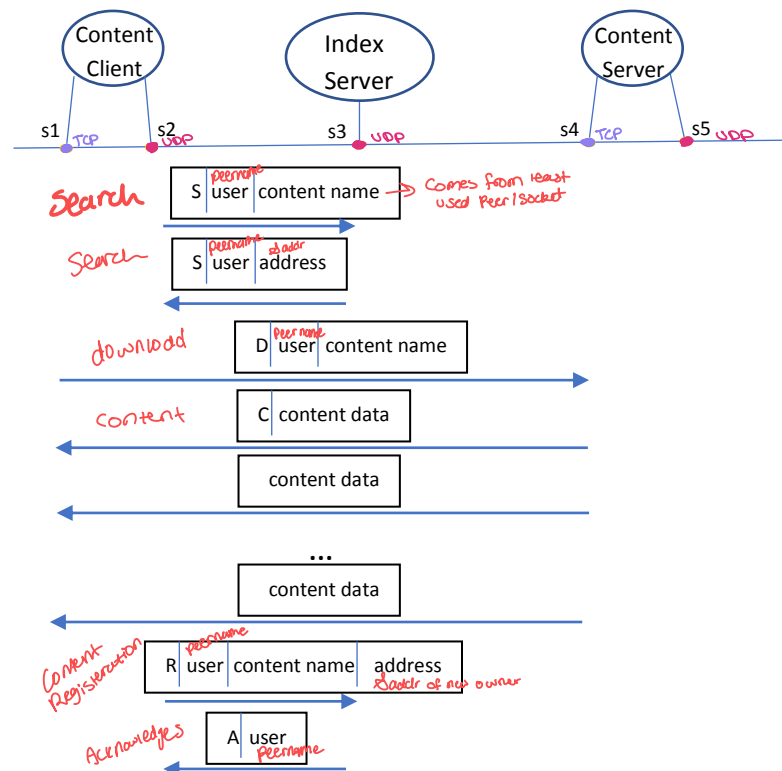 Content Client
Index Server
Content Server
s1 TCP
s2 UDP
s3 UDP
s4 TCP
s5 UDP
Search
peername
S user content name → Comes from least used Peer/socket
Search
peername saddr
S user address
download
peername
D user content name
Content
C content data
content data
...
content data
Content Registeration
peername
R user content name address
saddr of new owner
Acknowledges
A user
peername